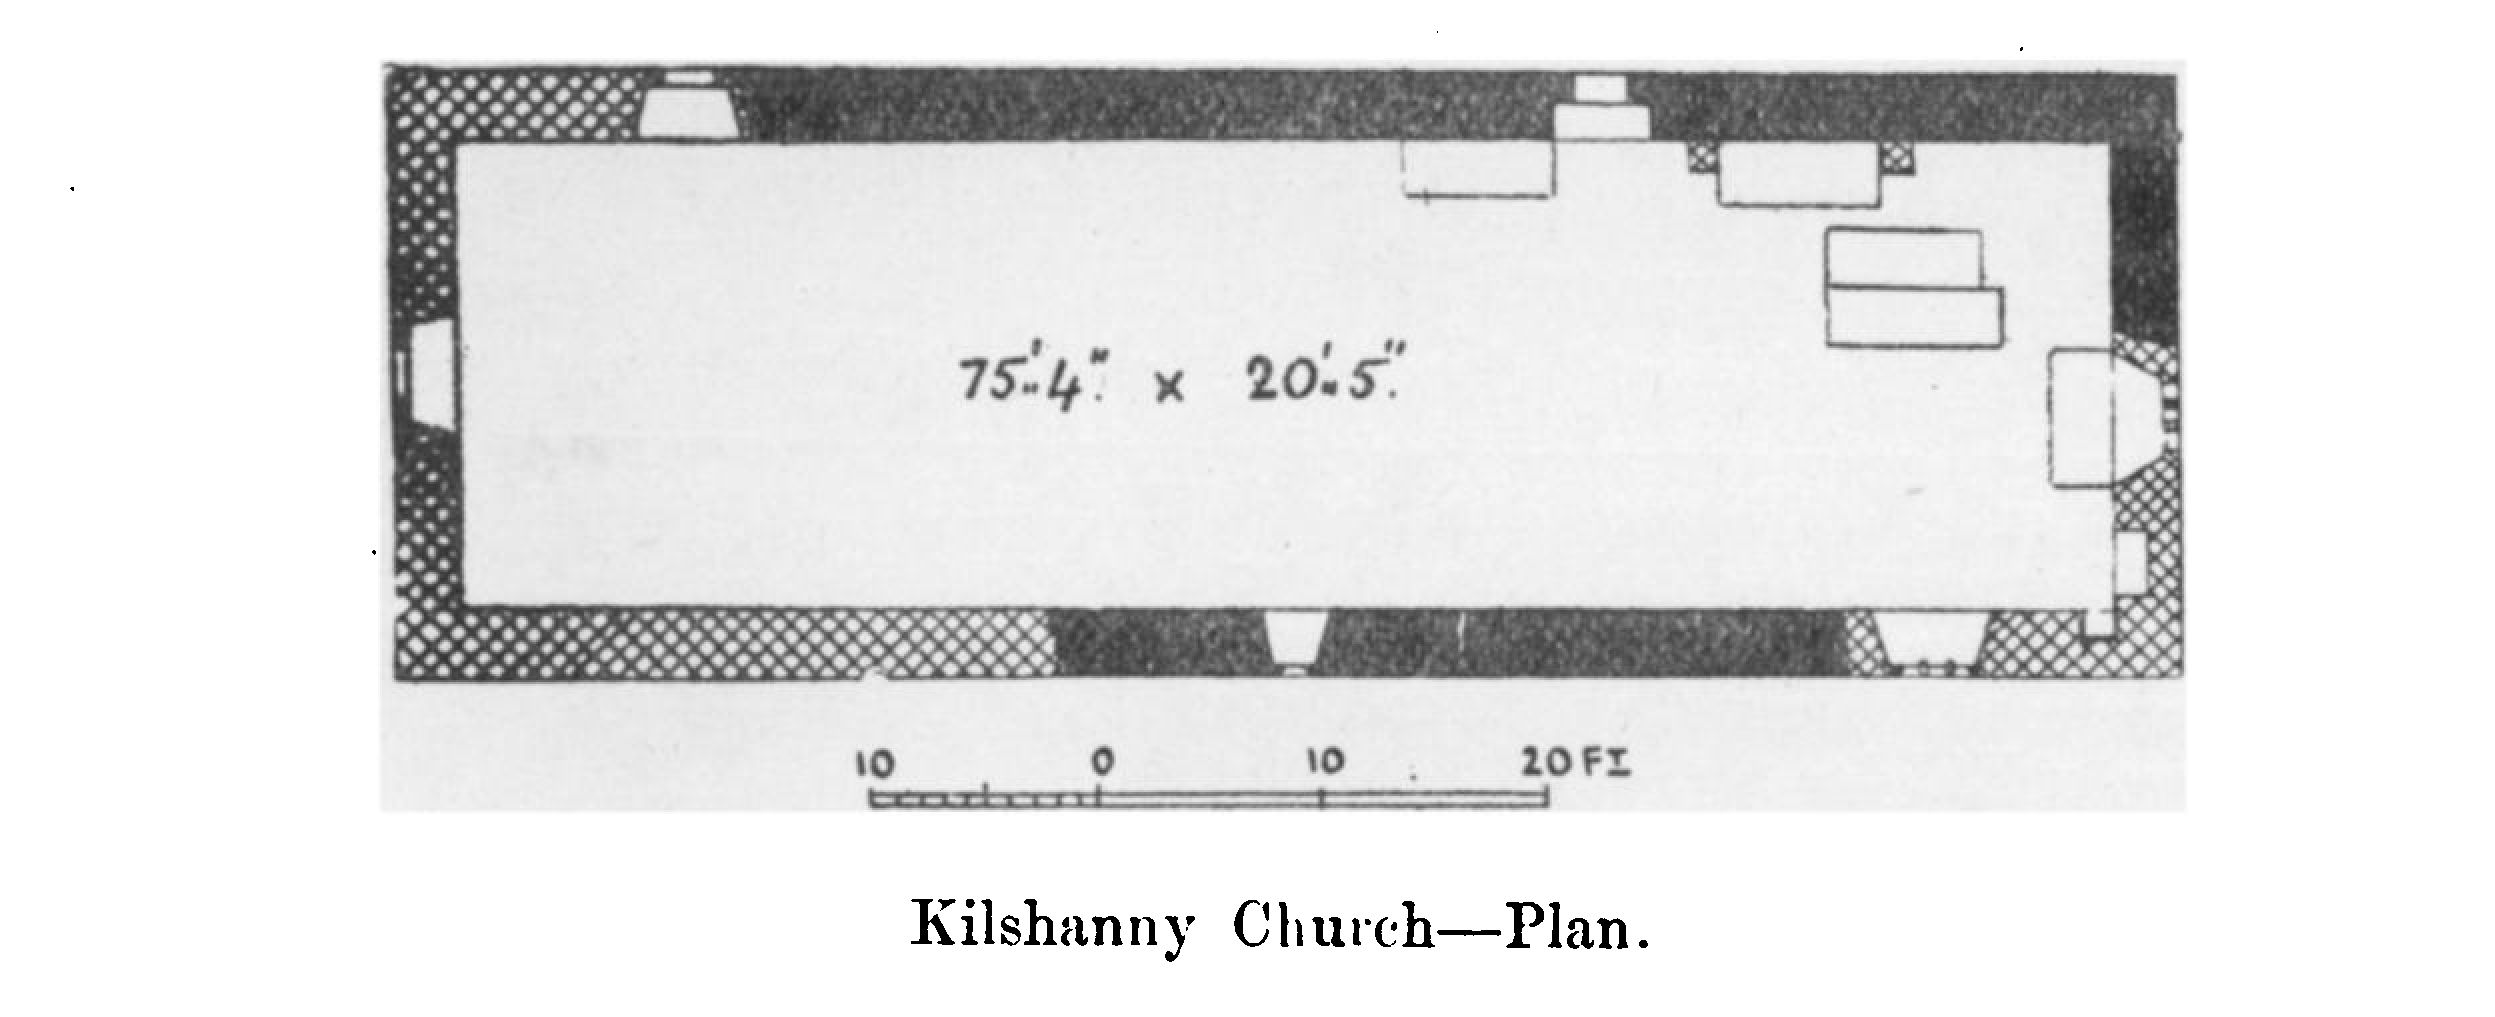 75'..4". x 20'..5".
10 0 10 20 FT
Kilshanny Church—Plan.